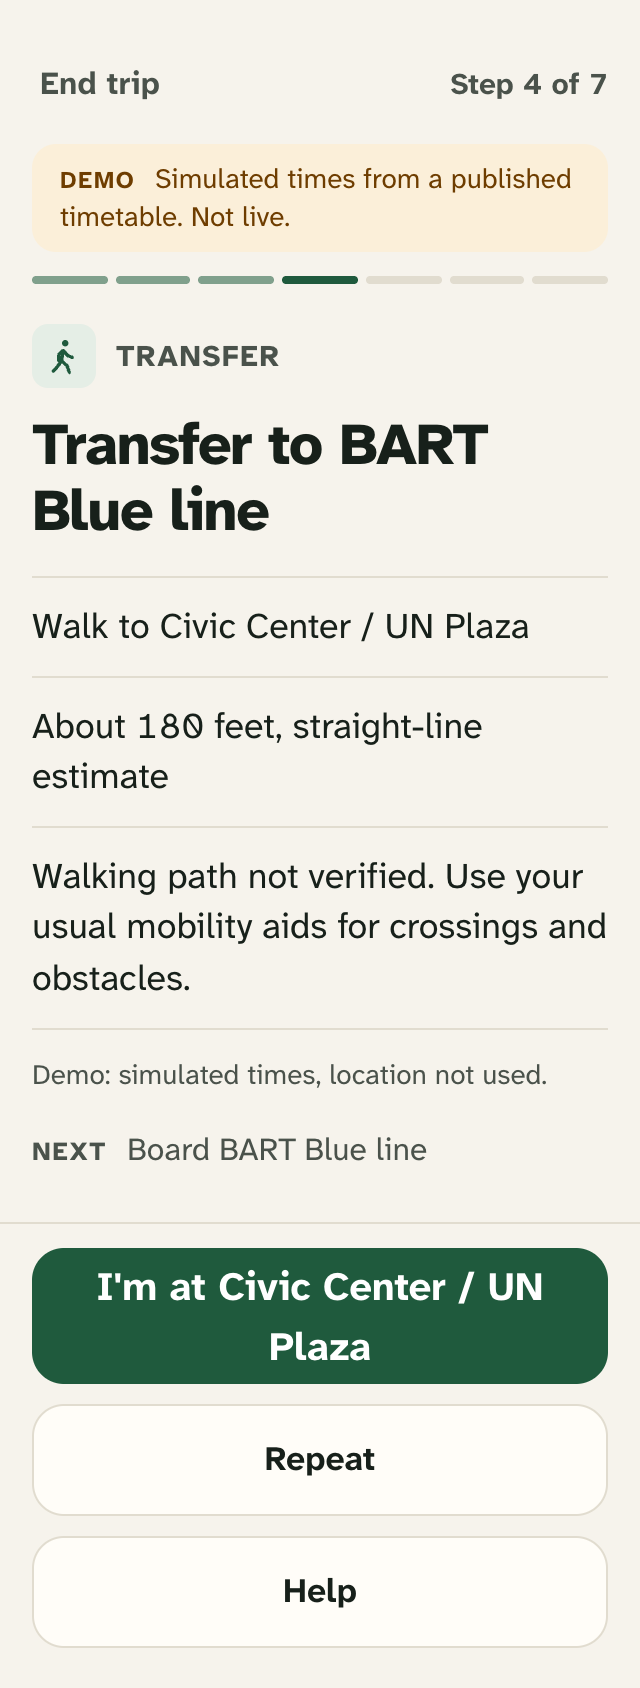 End trip
Step 4 of 7
DEMO Simulated times from a published
timetable. Not live.
TRANSFER
Transfer to BART
Blue line
Walk to Civic Center / UN Plaza
About 180 feet, straight-line
estimate
Walking path not verified. Use your
usual mobility aids for crossings and
obstacles.
Demo: simulated times, location not used.
NEXT Board BART Blue line
I'm at Civic Center / UN
Plaza
Repeat
Help